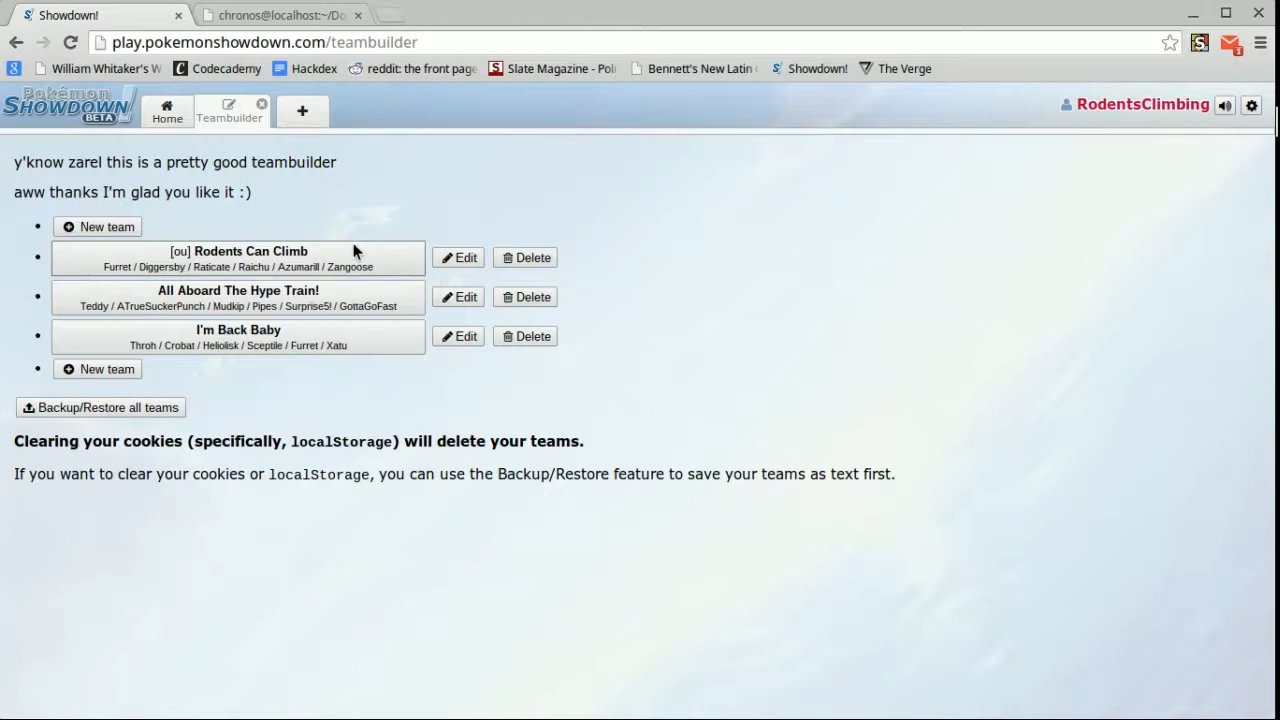 Showdown!
chronos@localhost:~/Do
play.pokemonshowdown.com/teambuilder
William Whitaker's W
Codecademy
Hackdex
reddit: the front page
Slate Magazine - Poli
Bennett's New Latin
Showdown!
The Verge
1
Pokémon
SHOWDOWN!
BETA
Home
Teambuilder
RodentsClimbing
y'know zarel this is a pretty good teambuilder
aww thanks I'm glad you like it :)
New team
[ou] Rodents Can Climb
Furret / Diggersby / Raticate / Raichu / Azumarill / Zangoose
Edit
Delete
All Aboard The Hype Train!
Teddy / ATrueSuckerPunch / Mudkip / Pipes / Surprise5! / GottaGoFast
Edit
Delete
I'm Back Baby
Throh / Crobat / Heliolisk / Sceptile / Furret / Xatu
Edit
Delete
New team
Backup/Restore all teams
Clearing your cookies (specifically, localStorage) will delete your teams.
If you want to clear your cookies or localStorage, you can use the Backup/Restore feature to save your teams as text first.